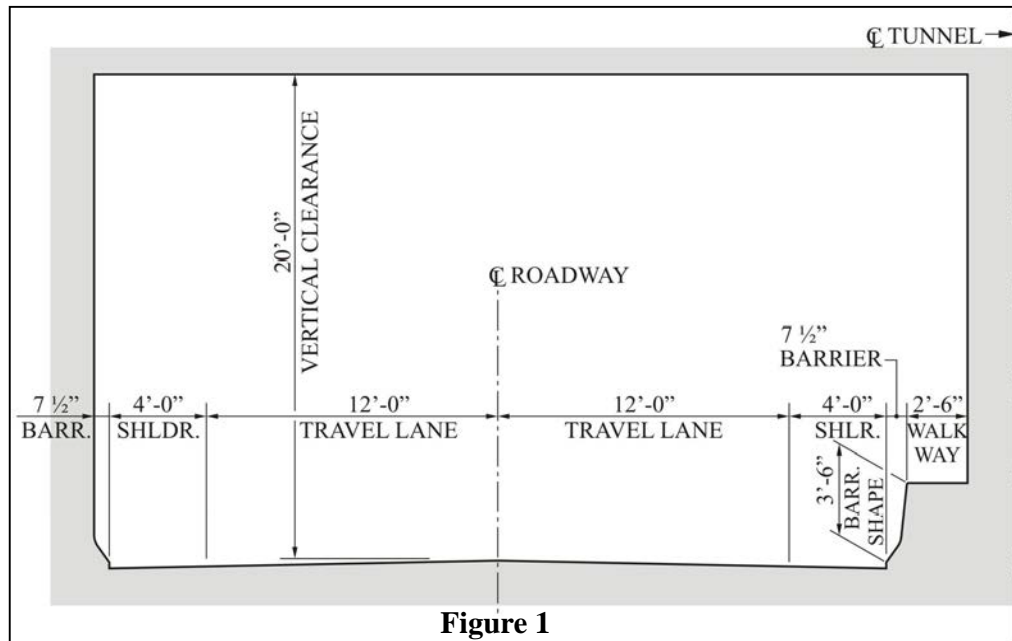 ℄ TUNNEL
20’-0”
VERTICAL CLEARANCE
℄ ROADWAY
7 ½”
BARRIER
7 ½”
BARR.
4’-0”
SHLDR.
12’-0”
TRAVEL LANE
12’-0”
TRAVEL LANE
4’-0”
SHLR.
2’-6”
WALK
WAY
3’-6”
BARR.
SHAPE
Figure 1